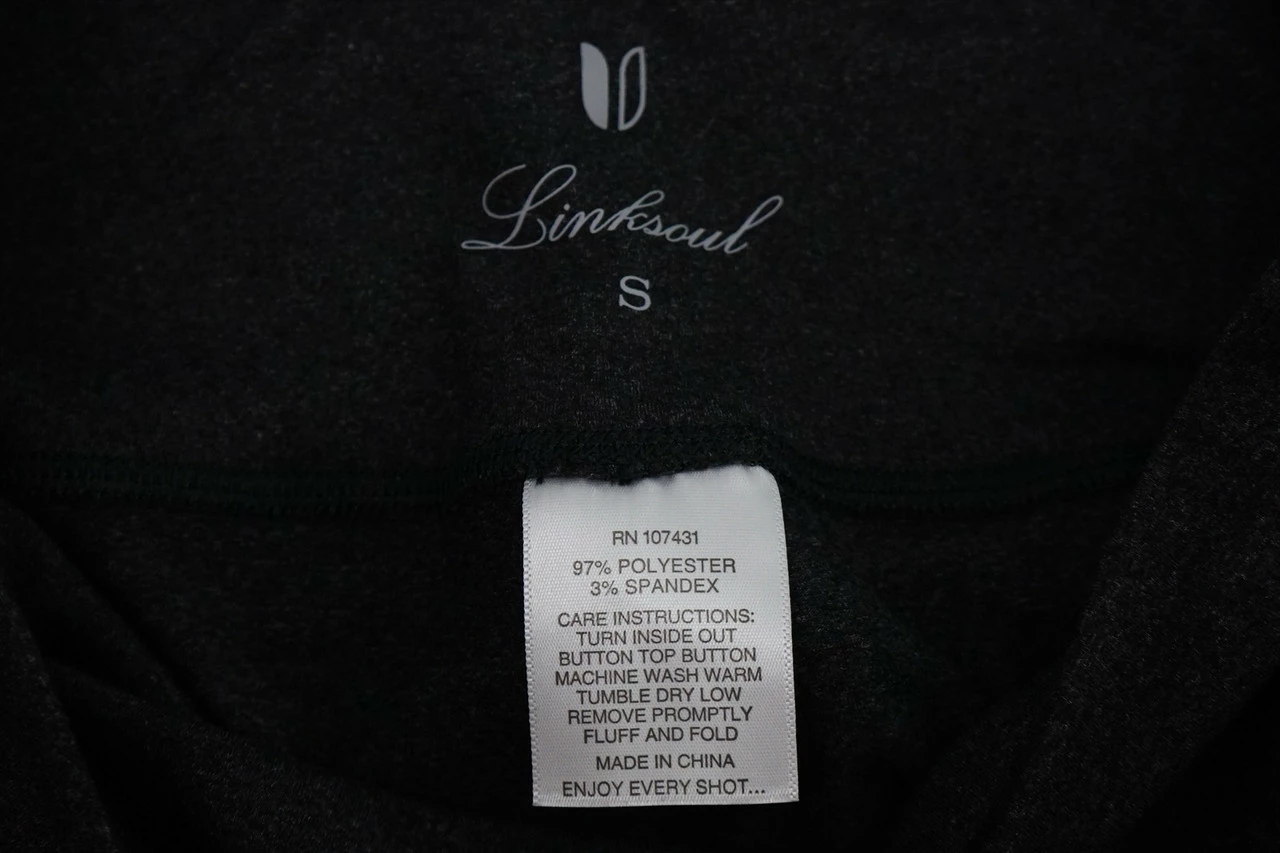 Linksoul
S
RN 107431
97% POLYESTER
3% SPANDEX
CARE INSTRUCTIONS:
TURN INSIDE OUT
BUTTON TOP BUTTON
MACHINE WASH WARM
TUMBLE DRY LOW
REMOVE PROMPTLY
FLUFF AND FOLD
MADE IN CHINA
ENJOY EVERY SHOT...